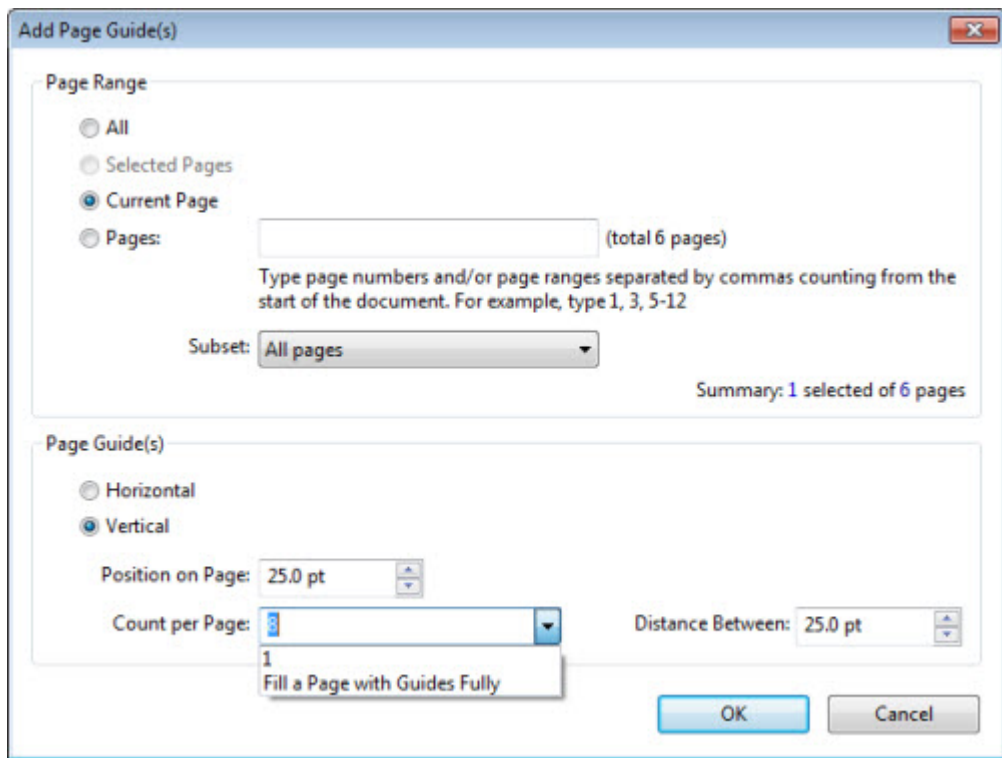 Add Page Guide(s)
Page Range
All
Selected Pages
Current Page
Pages: (total 6 pages)
Type page numbers and/or page ranges separated by commas counting from the
start of the document. For example, type 1, 3, 5-12
Subset: All pages
Summary: 1 selected of 6 pages
Page Guide(s)
Horizontal
Vertical
Position on Page: 25.0 pt
Count per Page: 8 Distance Between: 25.0 pt
1
Fill a Page with Guides Fully
OK Cancel